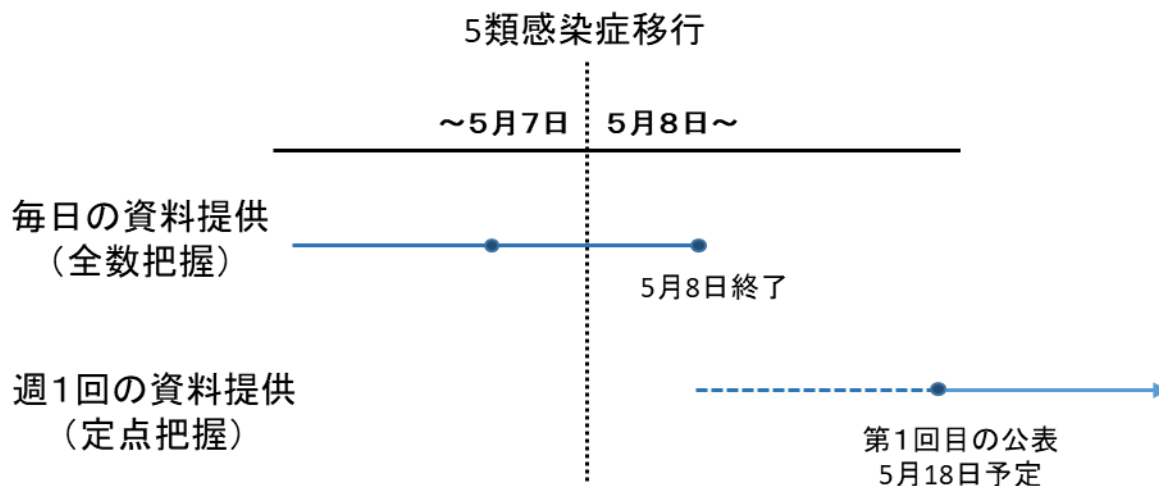 5類感染症移行
～５月７日
５月８日～
毎日の資料提供
（全数把握）
5月8日終了
週１回の資料提供
（定点把握）
第１回目の公表
5月18日予定